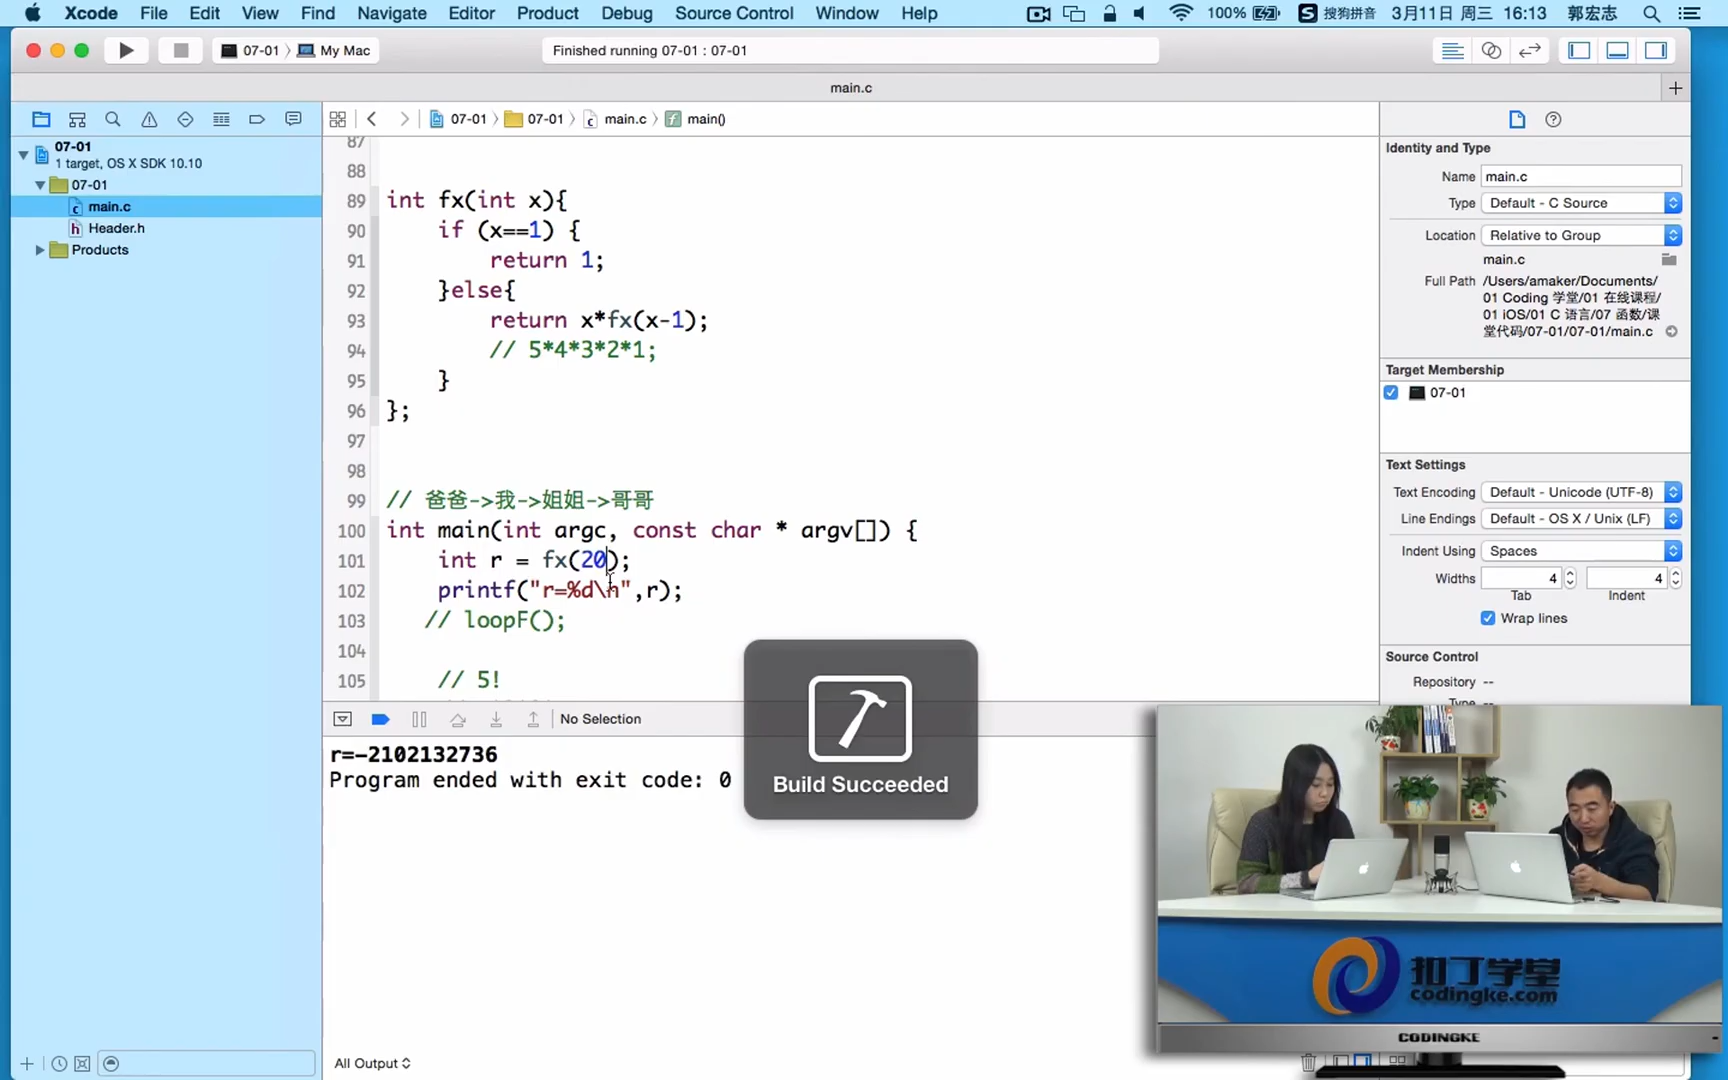 Xcode File Edit View Find Navigate Editor Product Debug Source Control Window Help 100% 搜狗拼音 3月11日 周三 16:13 郭宏志
07-01 My Mac
Finished running 07-01 : 07-01
main.c
07-01
1 target, OS X SDK 10.10
07-01
main.c
Header.h
Products
07-01 07-01 main.c main()
87
88
89 int fx(int x){
90 if (x==1) {
91 return 1;
92 }else{
93 return x*fx(x-1);
94 // 5*4*3*2*1;
95 }
96 };
97
98
99 // 爸爸->我->姐姐->哥哥
100 int main(int argc, const char * argv[]) {
101 int r = fx(20);
102 printf("r=%d\n",r);
103 // loopF();
104
105 // 5!
No Selection
r=-2102132736
Program ended with exit code: 0
Build Succeeded
All Output
Identity and Type
Name main.c
Type Default - C Source
Location Relative to Group
main.c
Full Path /Users/amaker/Documents/
01 Coding 学堂/01 在线课程/
01 iOS/01 C 语言/07 函数/课
堂代码/07-01/07-01/main.c
Target Membership
07-01
Text Settings
Text Encoding Default - Unicode (UTF-8)
Line Endings Default - OS X / Unix (LF)
Indent Using Spaces
Widths 4 4
Tab Indent
Wrap lines
Source Control
Repository --
Type --
扣丁学堂
codingke.com
CODINGKE